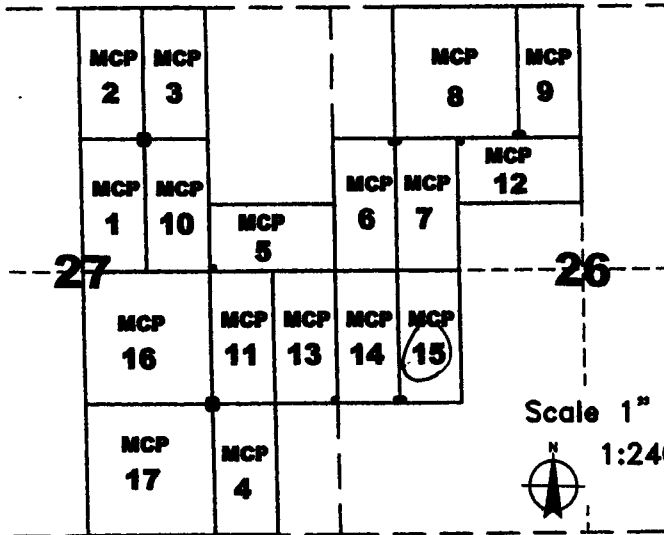 MCP 2
MCP 3
MCP 8
MCP 9
MCP 1
MCP 10
MCP 5
MCP 6
MCP 7
MCP 12
27
26
MCP 16
MCP 11
MCP 13
MCP 14
MCP 15
MCP 17
MCP 4
Scale 1"
N
1:240